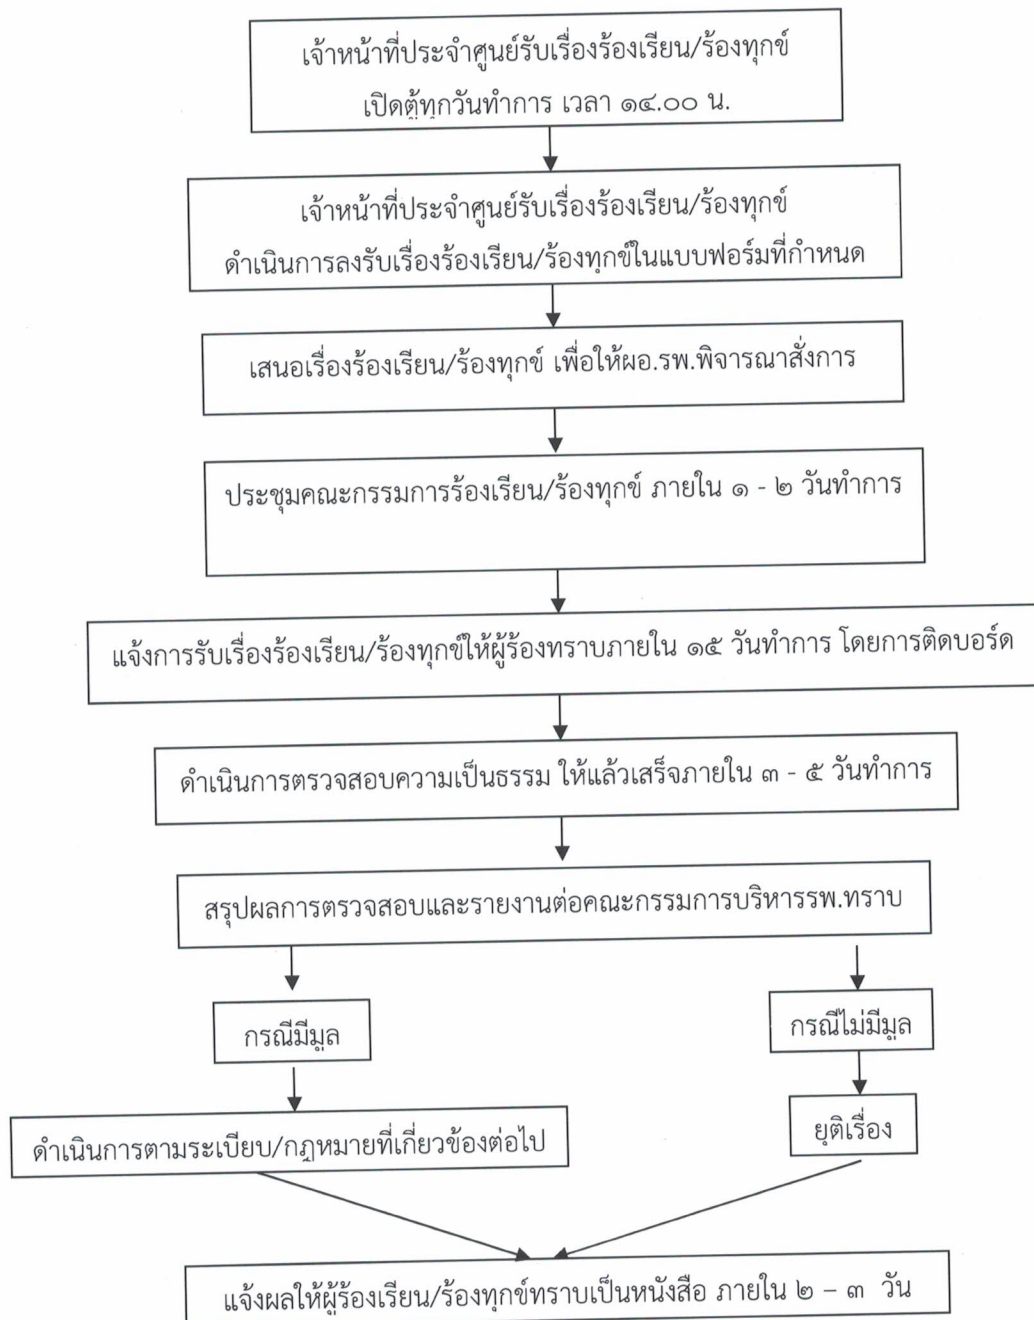 เจ้าหน้าที่ประจำศูนย์รับเรื่องร้องเรียน/ร้องทุกข์
เปิดตู้ทุกวันทำการ เวลา ๑๔.๐๐ น.
เจ้าหน้าที่ประจำศูนย์รับเรื่องร้องเรียน/ร้องทุกข์
ดำเนินการลงรับเรื่องร้องเรียน/ร้องทุกข์ในแบบฟอร์มที่กำหนด
เสนอเรื่องร้องเรียน/ร้องทุกข์ เพื่อให้ผอ.รพ.พิจารณาสั่งการ
ประชุมคณะกรรมการร้องเรียน/ร้องทุกข์ ภายใน ๑ - ๒ วันทำการ
แจ้งการรับเรื่องร้องเรียน/ร้องทุกข์ให้ผู้ร้องทราบภายใน ๑๕ วันทำการ โดยการติดบอร์ด
ดำเนินการตรวจสอบความเป็นธรรม ให้แล้วเสร็จภายใน ๓ - ๕ วันทำการ
สรุปผลการตรวจสอบและรายงานต่อคณะกรรมการบริหารรพ.ทราบ
กรณีมีมูล
กรณีไม่มีมูล
ดำเนินการตามระเบียบ/กฎหมายที่เกี่ยวข้องต่อไป
ยุติเรื่อง
แจ้งผลให้ผู้ร้องเรียน/ร้องทุกข์ทราบเป็นหนังสือ ภายใน ๒ – ๓ วัน